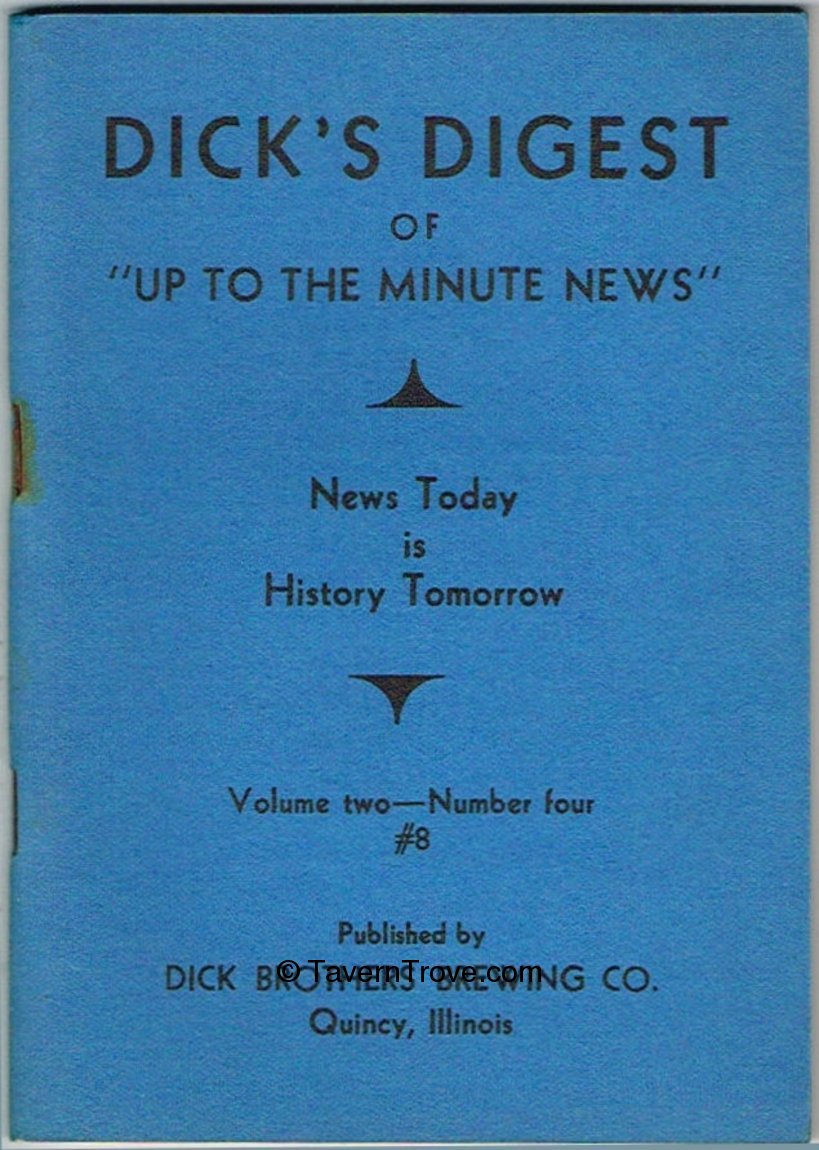 DICK'S DIGEST
OF
"UP TO THE MINUTE NEWS"
News Today
is
History Tomorrow
Volume two—Number four
#8
Published by
DICK BROTHERS BREWING CO.
© TavernTrove.com
Quincy, Illinois